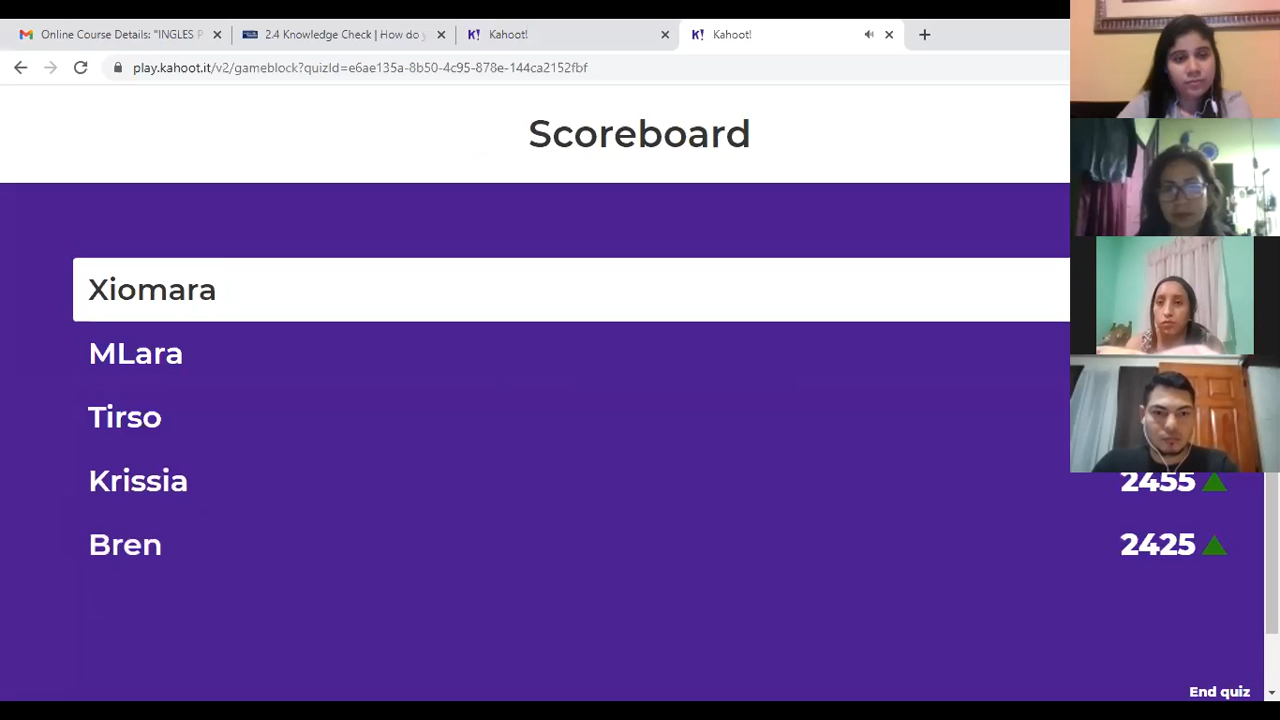 Online Course Details: "INGLES P
2.4 Knowledge Check | How do y
K! Kahoot!
K! Kahoot!
play.kahoot.it/v2/gameblock?quizId=e6ae135a-8b50-4c95-878e-144ca2152fbf
Scoreboard
Xiomara
MLara
Tirso
Krissia 2455
Bren 2425
End quiz